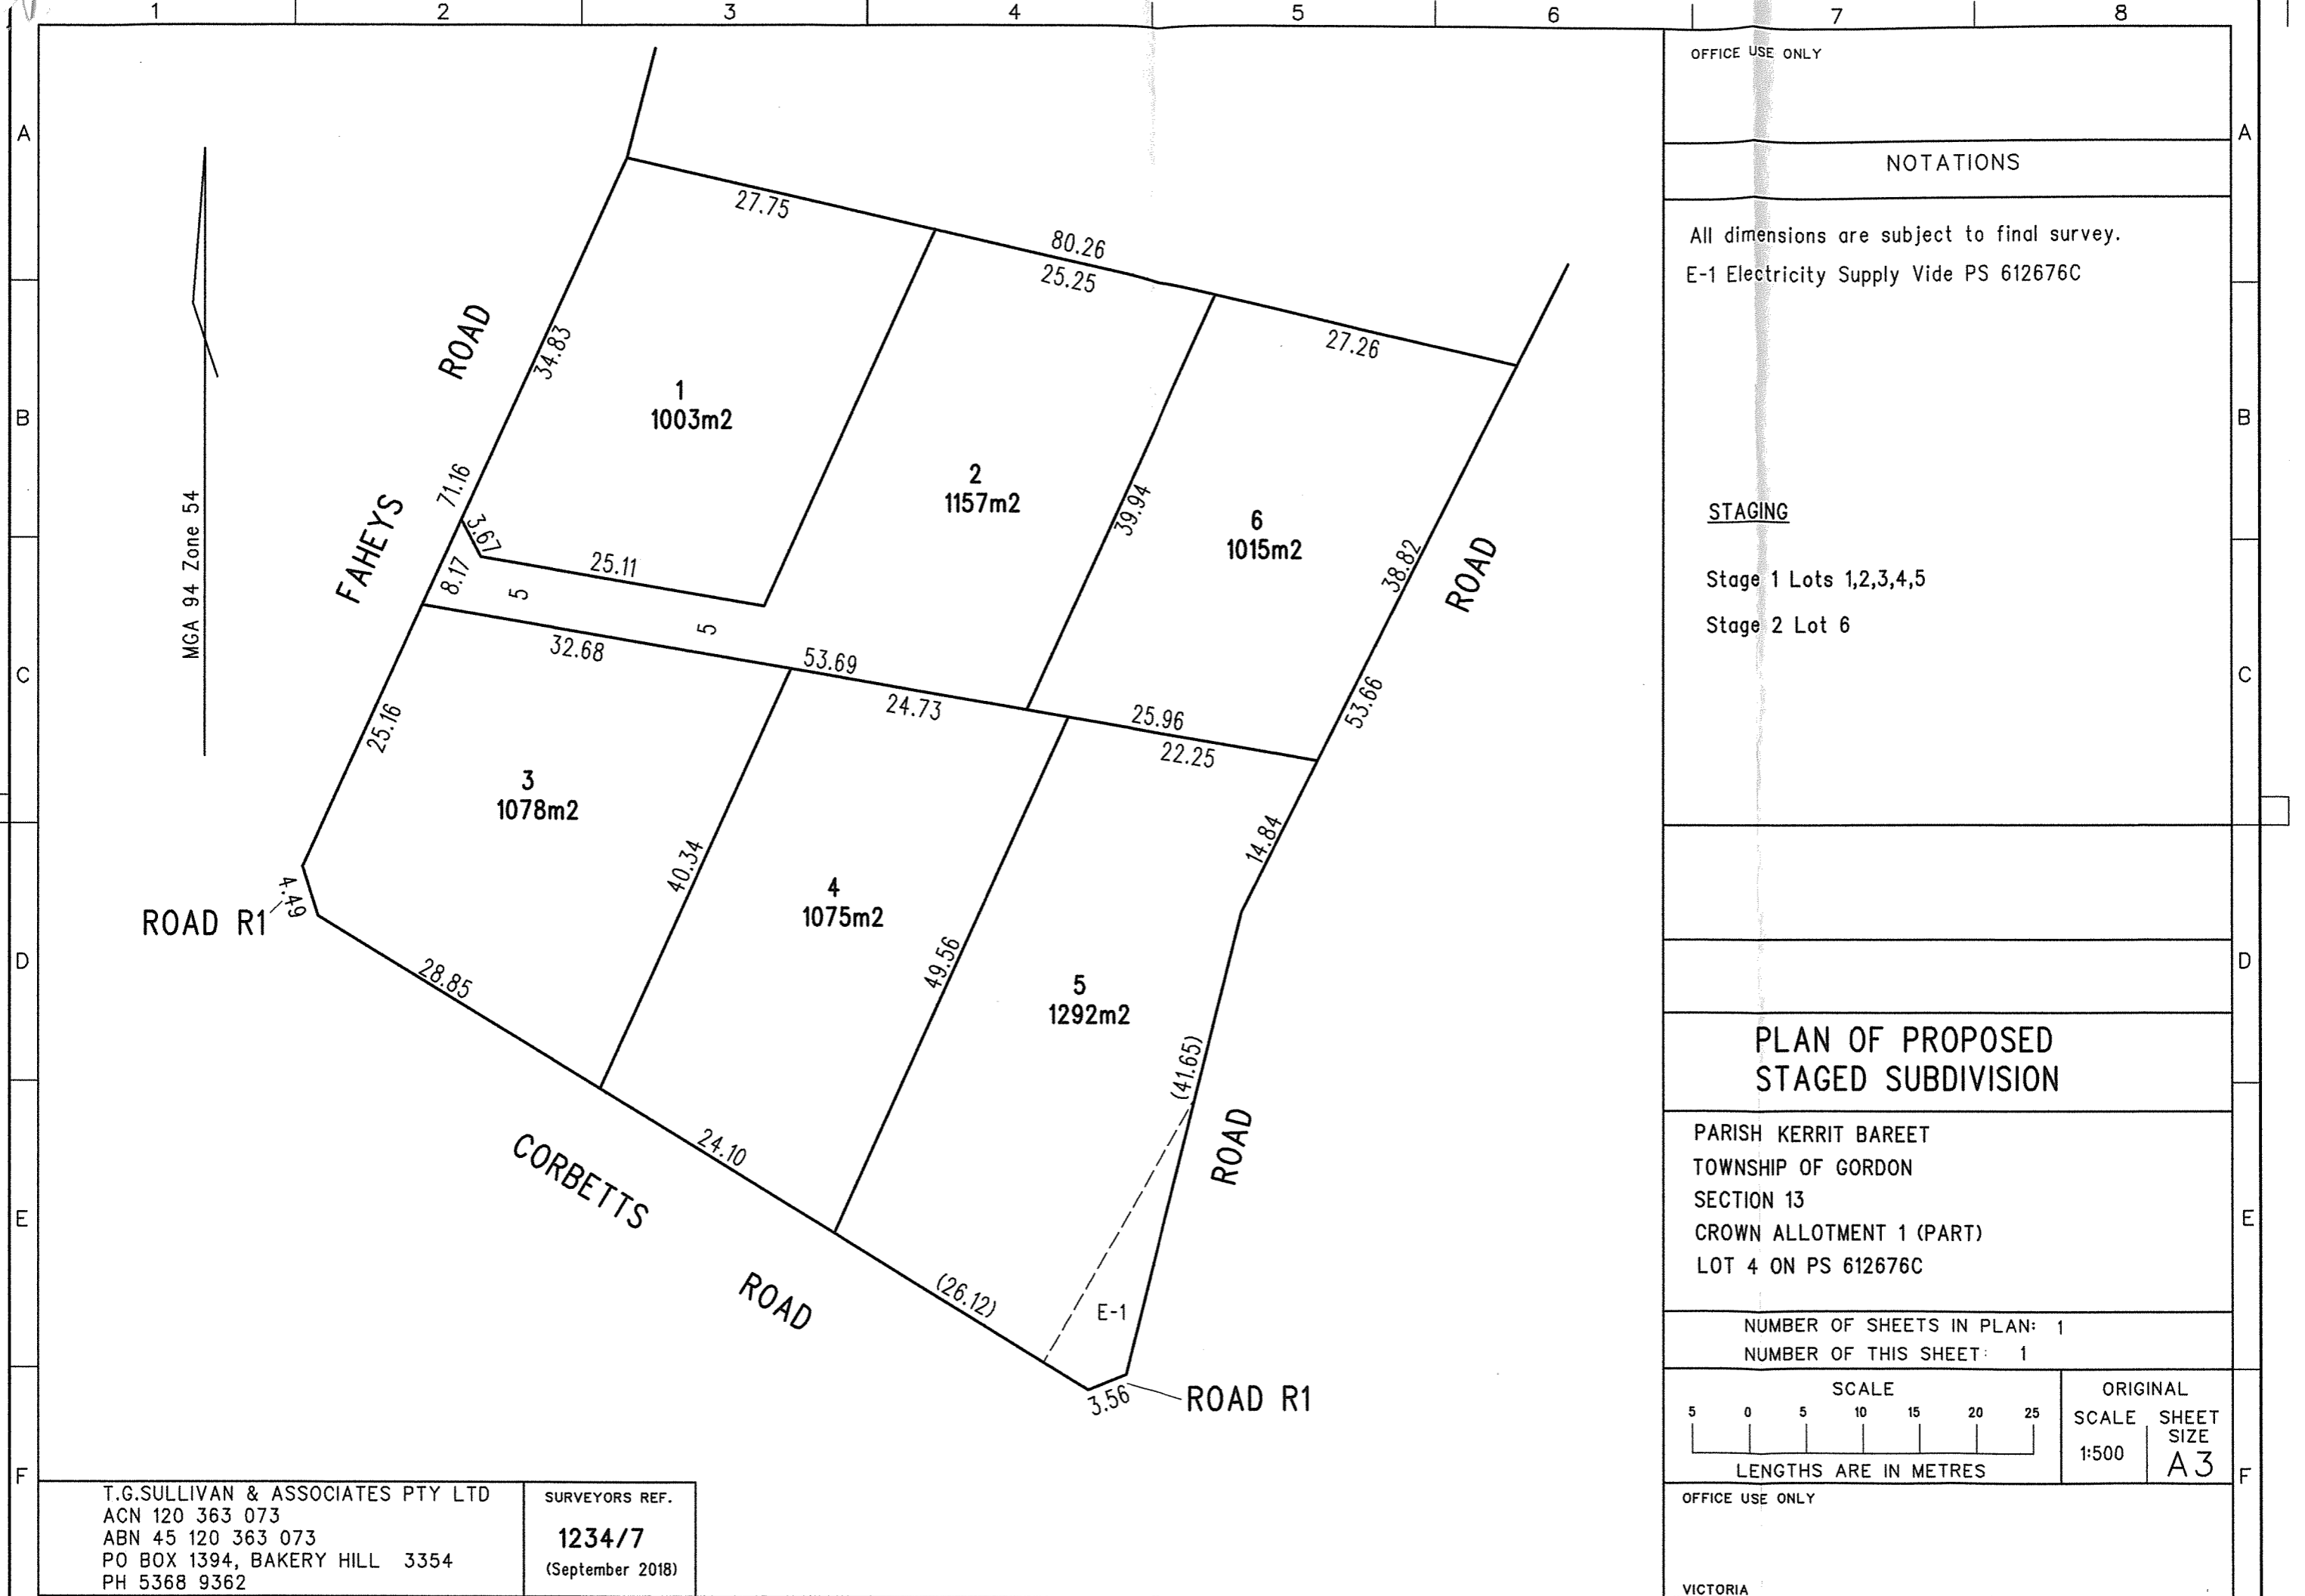 1 2 3 4 5 6 7 8
A A
B B
C C
D D
E E
F F
MGA 94 Zone 54
FAHEYS ROAD
27.75
80.26
25.25
27.26
34.83
71.16
3.67
8.17
25.11
5
5
1
1003m2
2
1157m2
39.94
6
1015m2
38.82
ROAD
53.66
32.68
53.69
24.73
25.96
22.25
25.16
3
1078m2
40.34
4
1075m2
49.56
14.84
5
1292m2
(41.65)
ROAD
4.49
ROAD R1
28.85
24.10
CORBETTS ROAD
(26.12)
E-1
3.56
ROAD R1
T.G.SULLIVAN & ASSOCIATES PTY LTD
ACN 120 363 073
ABN 45 120 363 073
PO BOX 1394, BAKERY HILL 3354
PH 5368 9362
SURVEYORS REF.
1234/7
(September 2018)
OFFICE USE ONLY
NOTATIONS
All dimensions are subject to final survey.
E-1 Electricity Supply Vide PS 612676C
STAGING
Stage 1 Lots 1,2,3,4,5
Stage 2 Lot 6
PLAN OF PROPOSED
STAGED SUBDIVISION
PARISH KERRIT BAREET
TOWNSHIP OF GORDON
SECTION 13
CROWN ALLOTMENT 1 (PART)
LOT 4 ON PS 612676C
NUMBER OF SHEETS IN PLAN: 1
NUMBER OF THIS SHEET: 1
SCALE
5 0 5 10 15 20 25
LENGTHS ARE IN METRES
ORIGINAL
SCALE
1:500
SHEET
SIZE
A3
OFFICE USE ONLY
VICTORIA